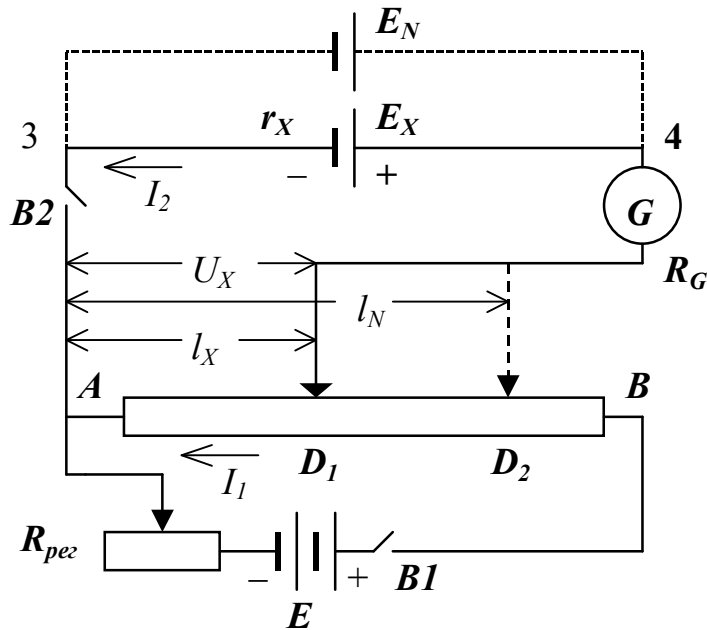 E_N
3 r_X E_X 4
– +
I_2
B2 G
U_X R_G
l_N
l_X
A B
I_1 D_1 D_2
R_рег
– + B1
E